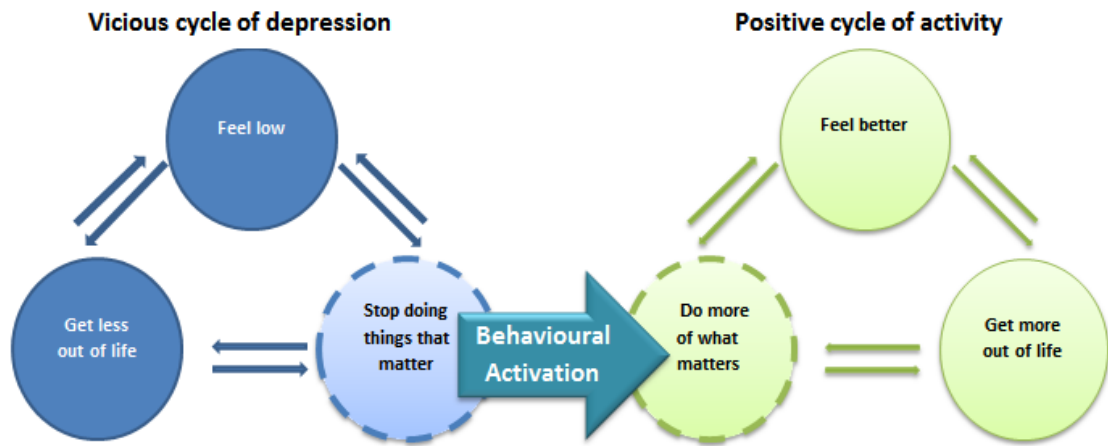 Vicious cycle of depression
Positive cycle of activity
Feel low
Feel better
Get less
out of life
Stop doing
things that
matter
Behavioural
Activation
Do more
of what
matters
Get more
out of life